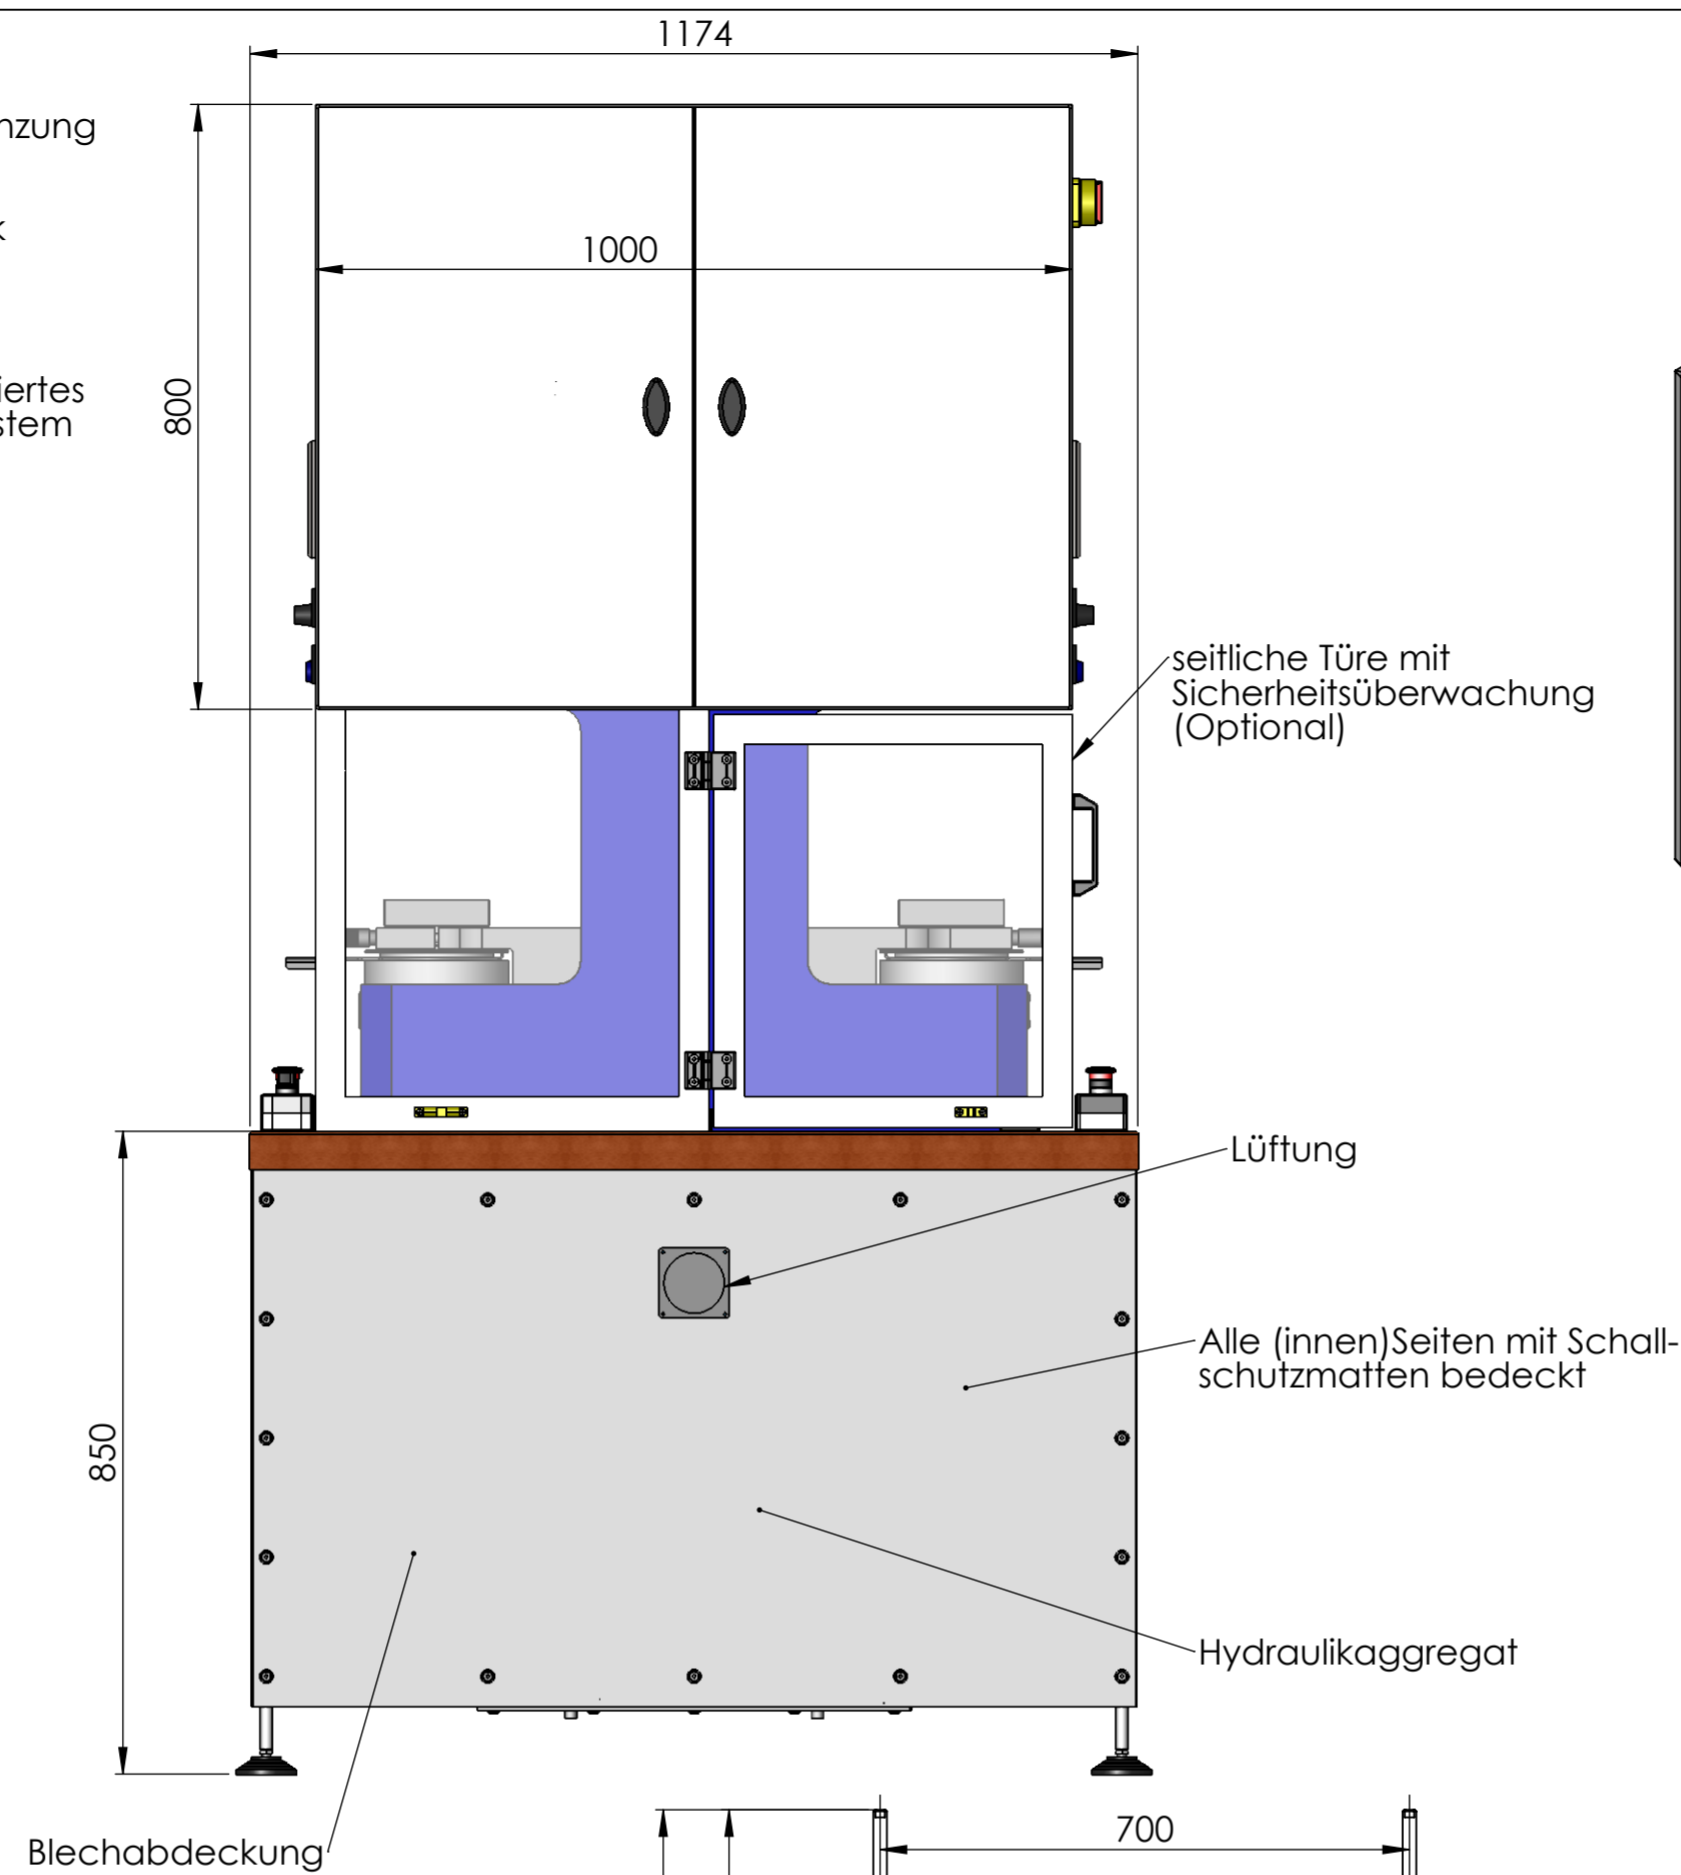 1174
nzung
k
1000
iertes
stem
800
seitliche Türe mit
Sicherheitsüberwachung
(Optional)
Lüftung
Alle (innen)Seiten mit Schall-
schutzmatten bedeckt
850
Hydraulikaggregat
700
Blechabdeckung